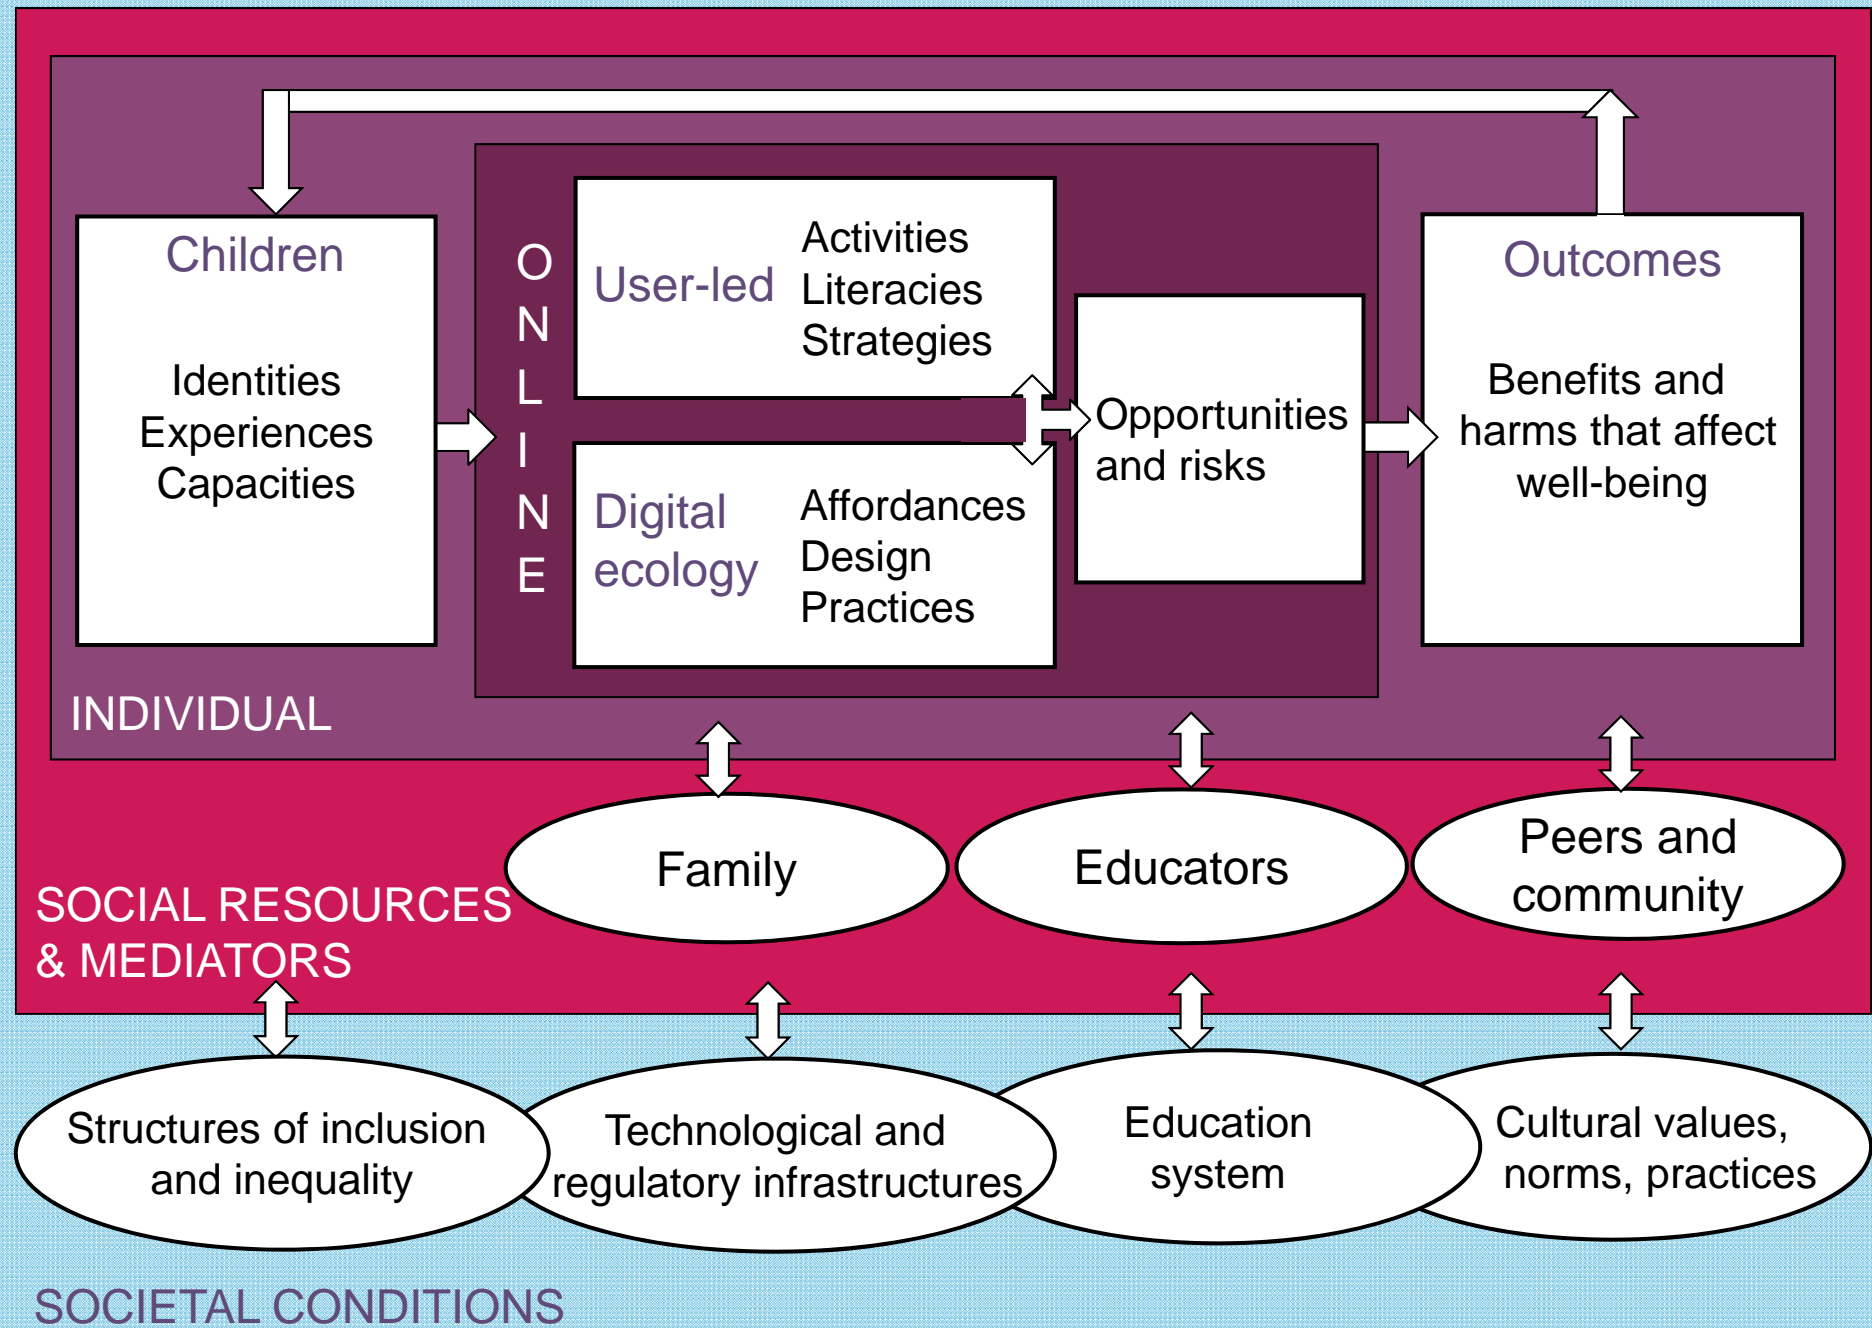 Children
Identities
Experiences
Capacities
ONLINE
User-led
Activities
Literacies
Strategies
Digital
ecology
Affordances
Design
Practices
Opportunities
and risks
Outcomes
Benefits and
harms that affect
well-being
INDIVIDUAL
Family
Educators
Peers and
community
SOCIAL RESOURCES
& MEDIATORS
Structures of inclusion
and inequality
Technological and
regulatory infrastructures
Education
system
Cultural values,
norms, practices
SOCIETAL CONDITIONS